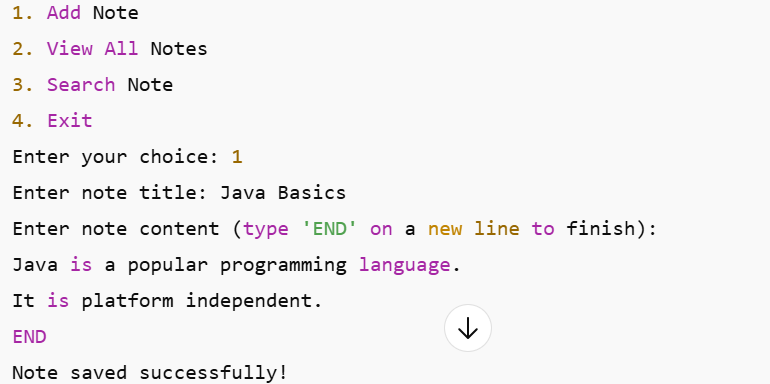 1. Add Note
2. View All Notes
3. Search Note
4. Exit
Enter your choice: 1
Enter note title: Java Basics
Enter note content (type 'END' on a new line to finish):
Java is a popular programming language.
It is platform independent.
END
Note saved successfully!